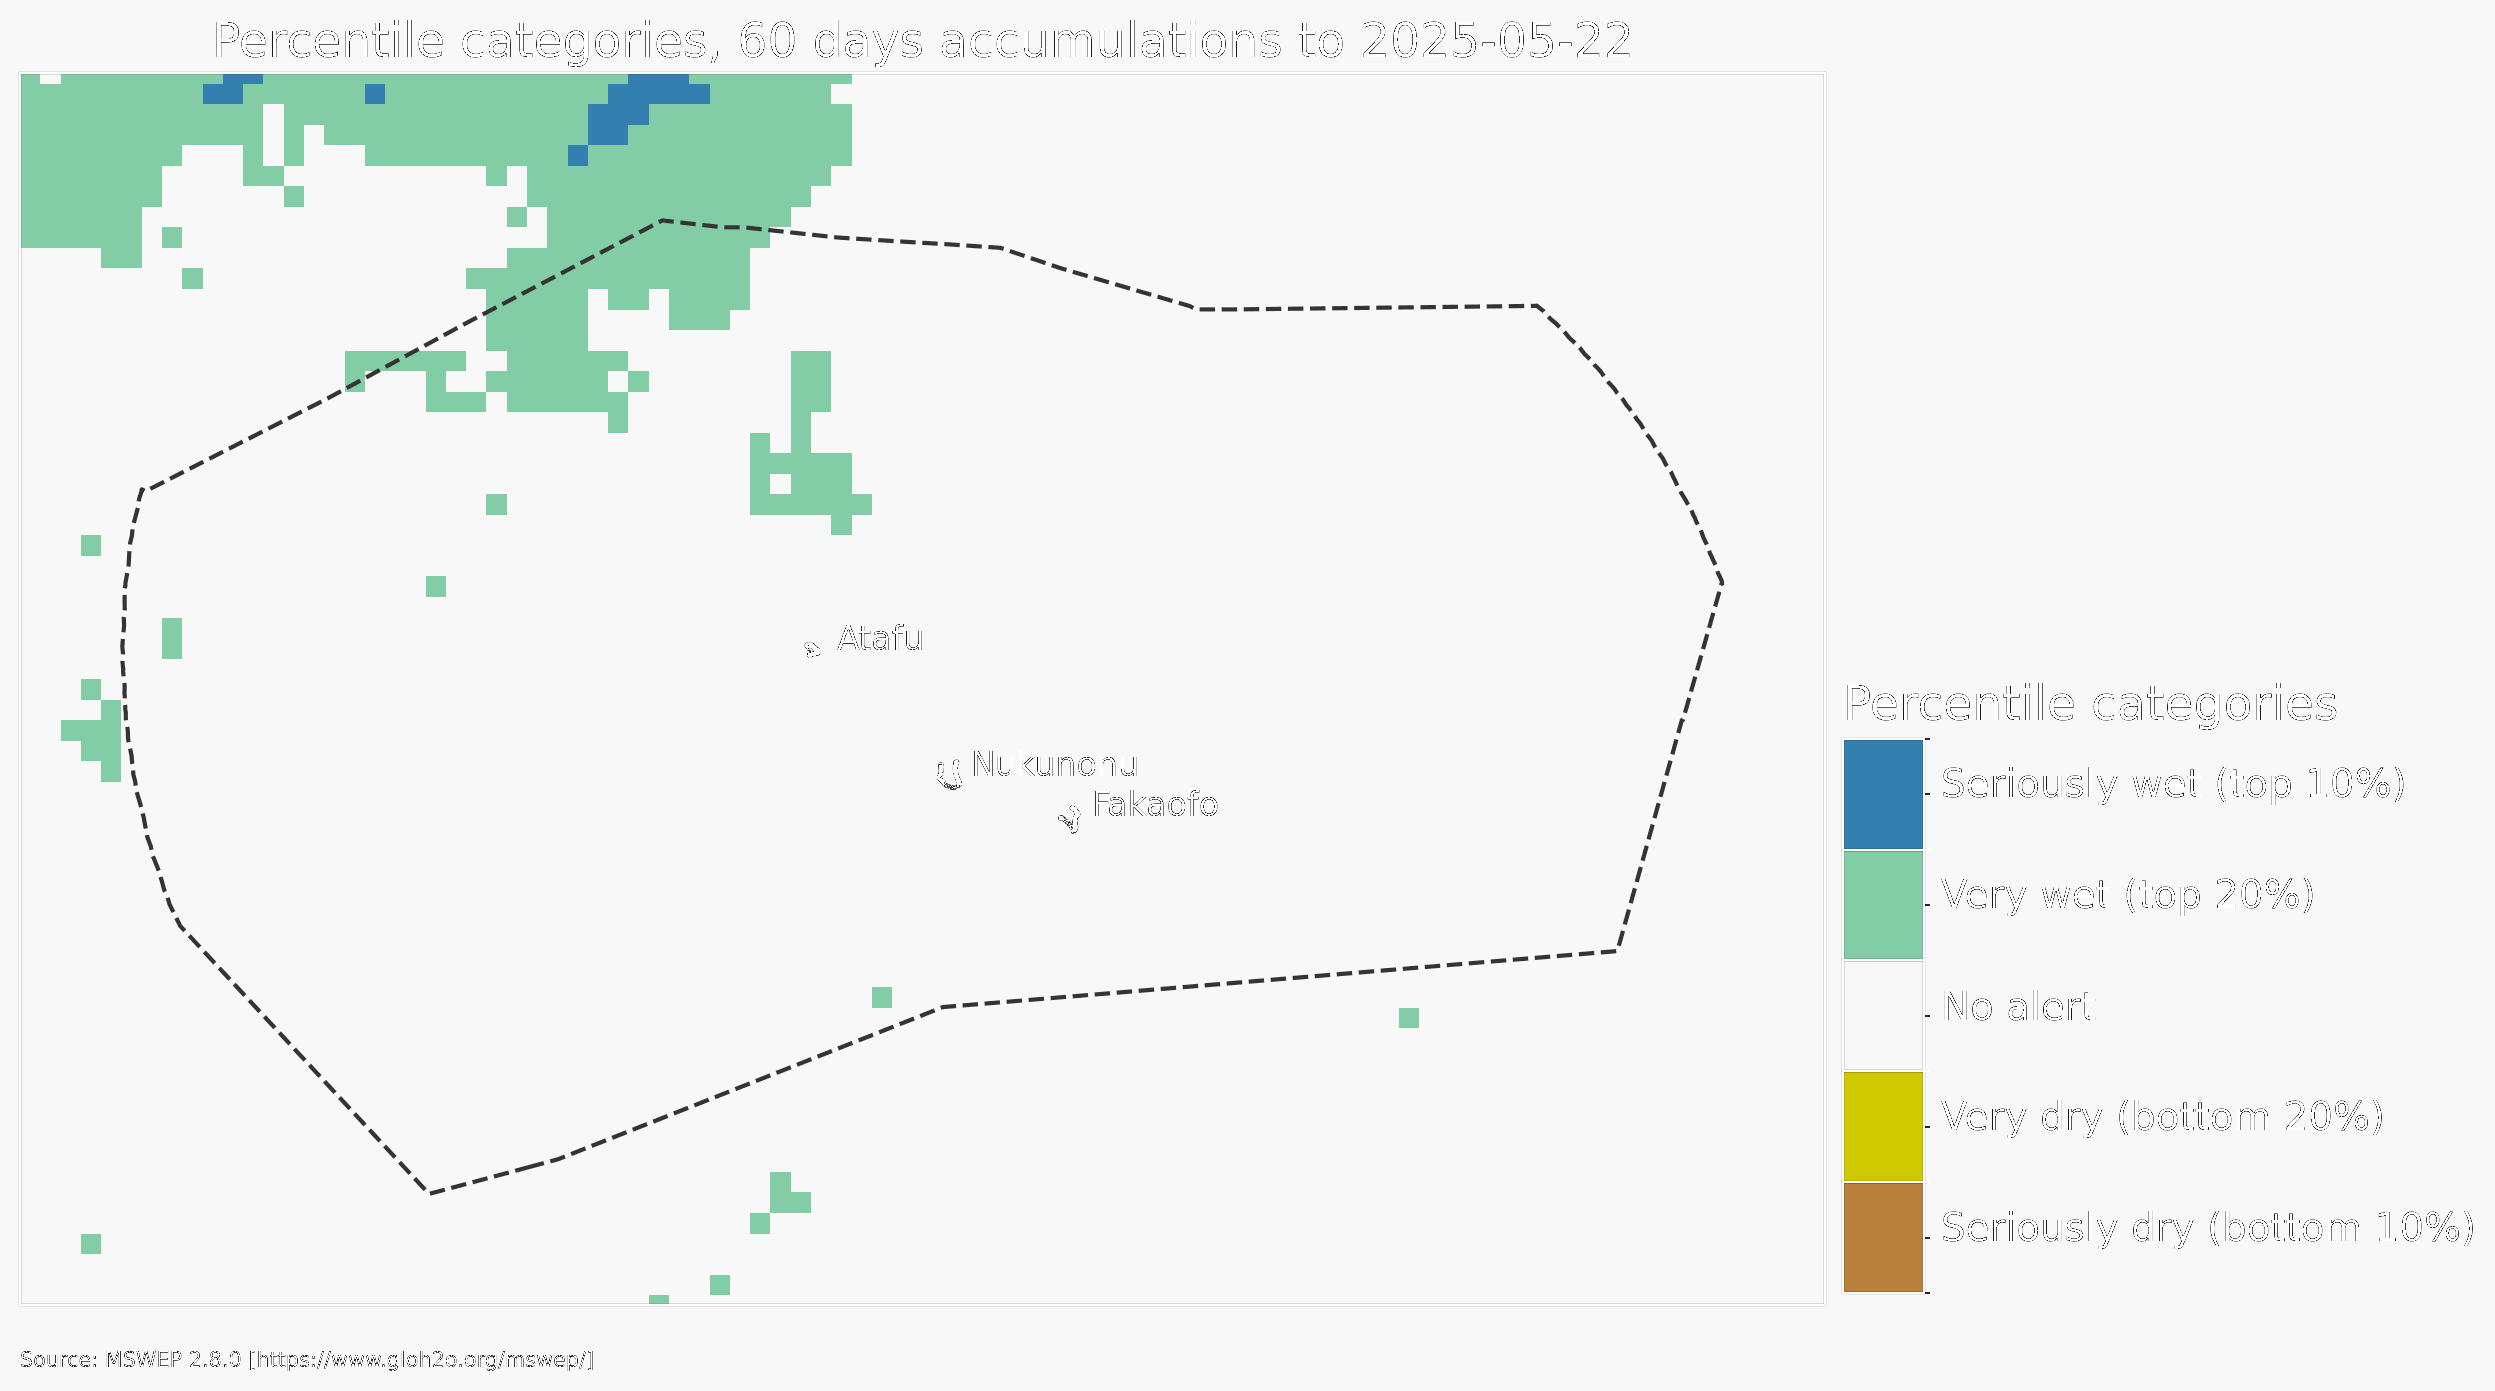 Percentile categories, 60 days accumulations to 2025-05-22
Atafu
Nukunonu
Fakaofo
Percentile categories
Seriously wet (top 10%)
Very wet (top 20%)
No alert
Very dry (bottom 20%)
Seriously dry (bottom 10%)
Source: MSWEP 2.8.0 [https://www.gloh2o.org/mswep/]